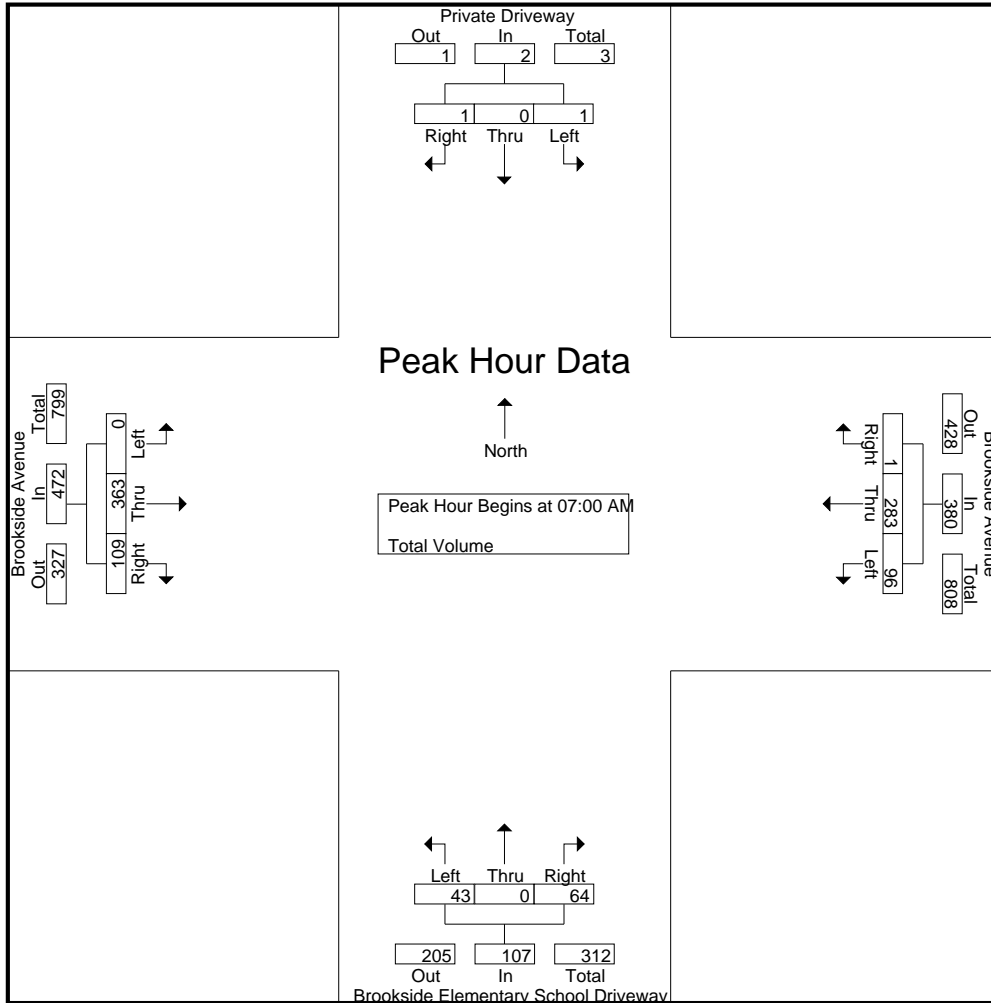 Private Driveway
Out In Total
1 2 3
1 0 1
Right Thru Left
Peak Hour Data
North
Peak Hour Begins at 07:00 AM
Total Volume
Brookside Avenue
Out In Total
327 472 799
109 363 0
Right Thru Left
Brookside Avenue
Out In Total
428 380 808
1 283 96
Right Thru Left
Left Thru Right
43 0 64
205 107 312
Out In Total
Brookside Elementary School Driveway